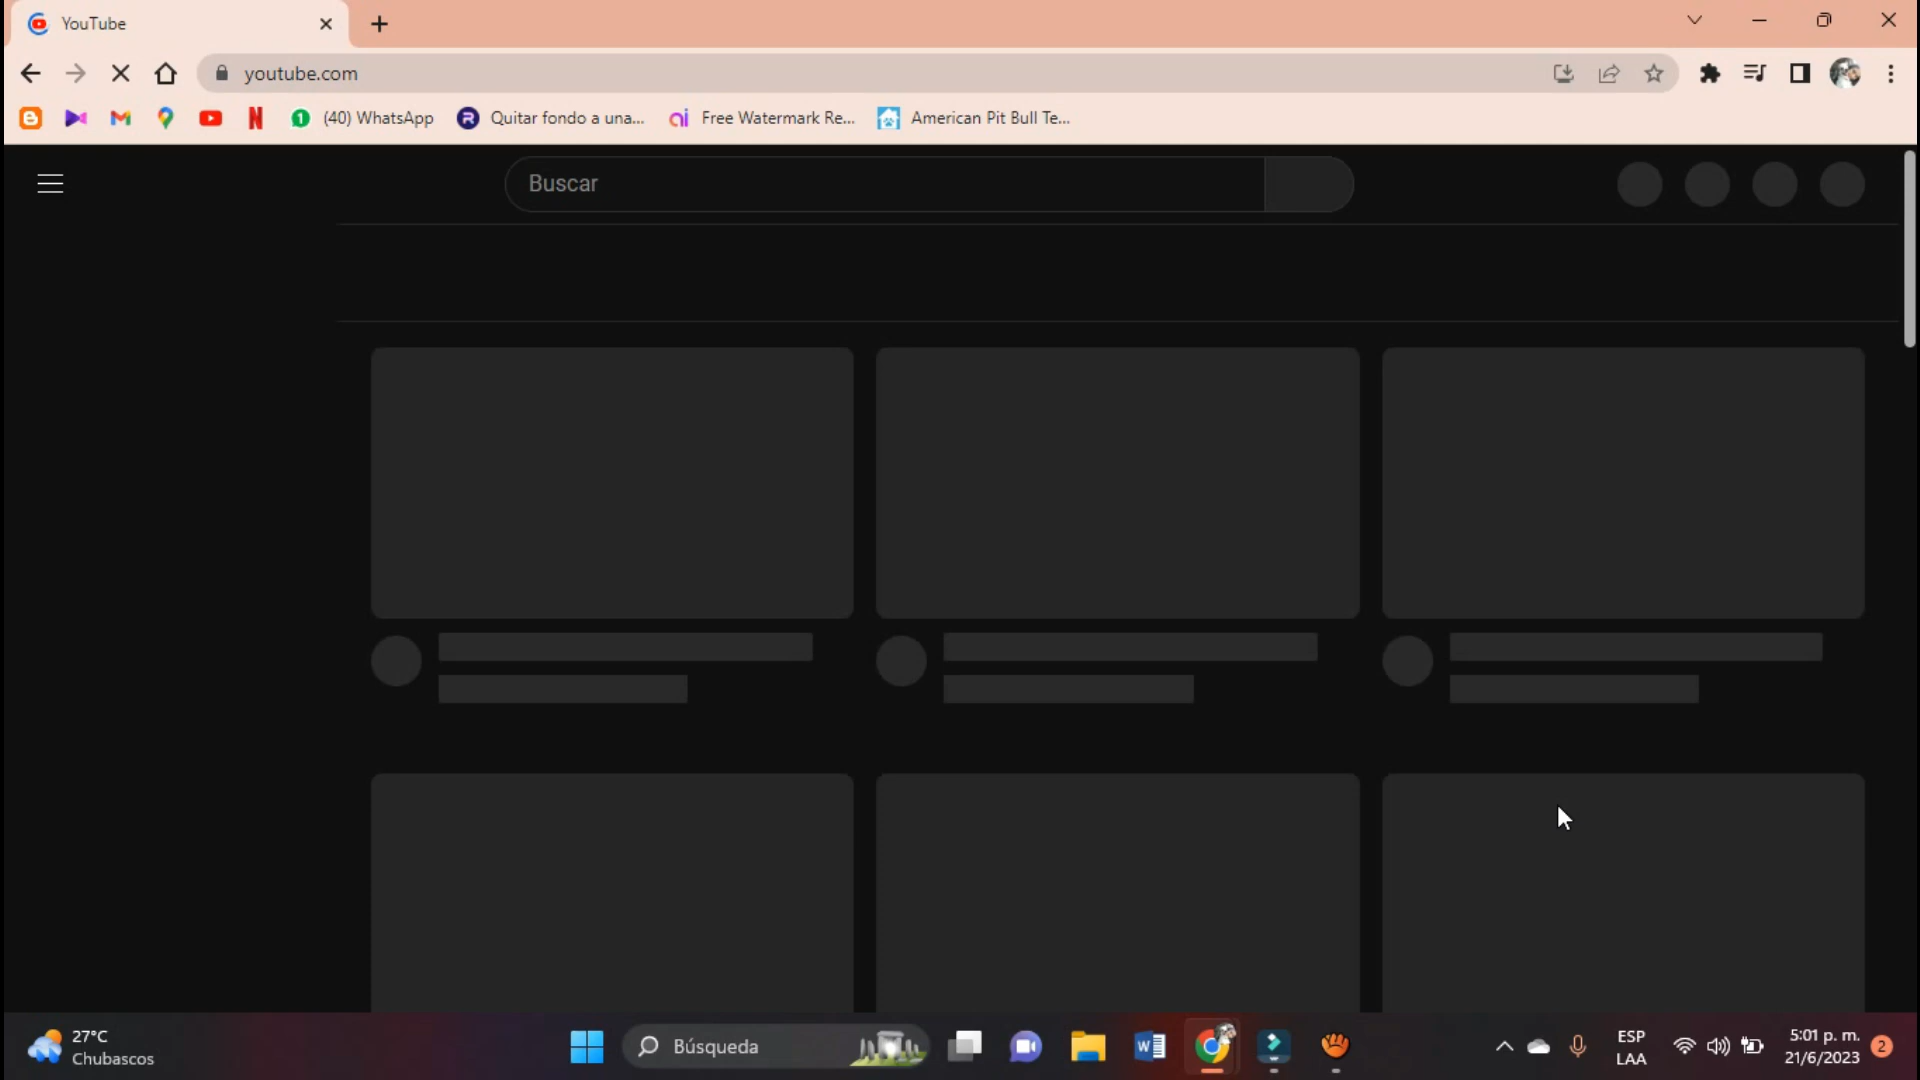 YouTube
youtube.com
(40) WhatsApp
Quitar fondo a una...
Free Watermark Re...
American Pit Bull Te...
Buscar
27°C
Chubascos
Búsqueda
ESP
LAA
5:01 p. m.
21/6/2023
2